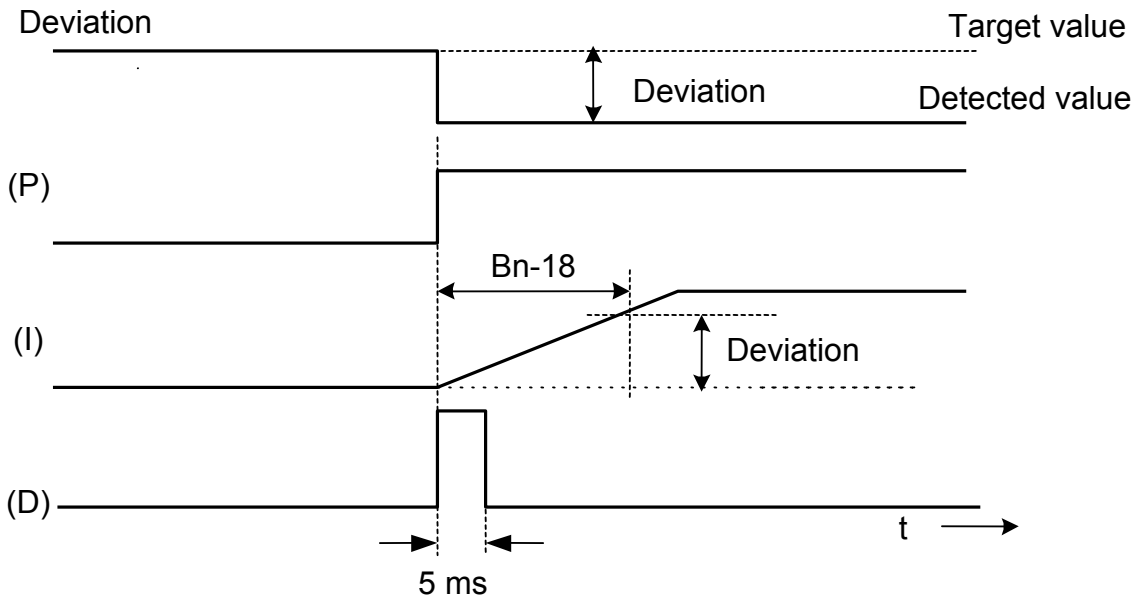 Deviation
Target value
Deviation
Detected value
(P)
Bn-18
(I)
Deviation
(D)
t
5 ms